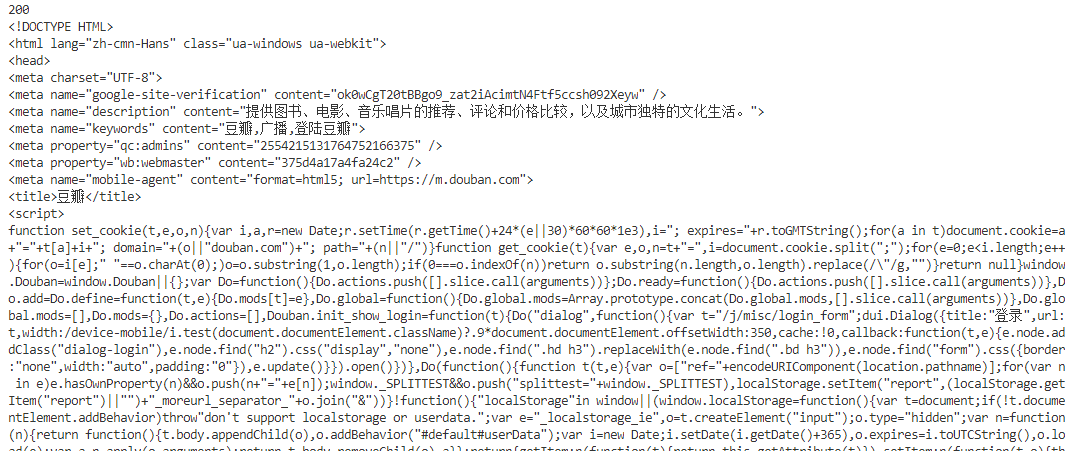 200
<!DOCTYPE HTML>
<html lang="zh-cmn-Hans" class="ua-windows ua-webkit">
<head>
<meta charset="UTF-8">
<meta name="google-site-verification" content="ok0wCgT20tBBgo9_zat2iAcimtN4Ftf5ccsh092Xeyw" />
<meta name="description" content="提供图书、电影、音乐唱片的推荐、评论和价格比较，以及城市独特的文化生活。">
<meta name="keywords" content="豆瓣,广播,登陆豆瓣">
<meta property="qc:admins" content="2554215131764752166375" />
<meta property="wb:webmaster" content="375d4a17a4fa24c2" />
<meta name="mobile-agent" content="format=html5; url=https://m.douban.com">
<title>豆瓣</title>
<script>
function set_cookie(t,e,o,n){var i,a,r=new Date;r.setTime(r.getTime()+24*(e||30)*60*60*1e3),i="; expires="+r.toGMTString();for(a in t)document.cookie=a
+"="+t[a]+i+"; domain="+(o||"douban.com")+"; path="+(n||"/")}function get_cookie(t){var e,o,n=t+"=",i=document.cookie.split(";");for(e=0;e<i.length;e++
){for(o=i[e];" "==o.charAt(0);)o=o.substring(1,o.length);if(0===o.indexOf(n))return o.substring(n.length,o.length).replace(/\"/g,"")}return null}window
.Douban=window.Douban||{};var Do=function(){Do.actions.push([].slice.call(arguments))};Do.ready=function(){Do.actions.push([].slice.call(arguments))},D
o.add=Do.define=function(t,e){Do.mods[t]=e},Do.global=function(){Do.global.mods=Array.prototype.concat(Do.global.mods,[].slice.call(arguments))},Do.glo
bal.mods=[],Do.mods={},Do.actions=[],Douban.init_show_login=function(t){Do("dialog",function(){var t="/j/misc/login_form";dui.Dialog({title:"登录",url:
t,width:/device-mobile/i.test(document.documentElement.className)?.9*document.documentElement.offsetWidth:350,cache:!0,callback:function(t,e){e.node.ad
dClass("dialog-login"),e.node.find("h2").css("display","none"),e.node.find(".hd h3").replaceWith(e.node.find(".bd h3")),e.node.find("form").css({border
:"none",width:"auto",padding:"0"}),e.update()}}).open()})},Do(function(){function t(t,e){var o=["ref="+encodeURIComponent(location.pathname)];for(var n
 in e)e.hasOwnProperty(n)&&o.push(n+"="+e[n]);window._SPLITTEST&&o.push("splittest="+window._SPLITTEST),localStorage.setItem("report",(localStorage.get
Item("report")||"")+"_moreurl_separator_"+o.join("&"))}!function(){"localStorage"in window||(window.localStorage=function(){var t=document;if(!t.docume
ntElement.addBehavior)throw"don't support localstorage or userdata.";var e="_localstorage_ie",o=t.createElement("input");o.type="hidden";var n=function
(n){return function(){t.body.appendChild(o),o.addBehavior("#default#userData");var i=new Date;i.setDate(i.getDate()+365),o.expires=i.toUTCString(),o.lo